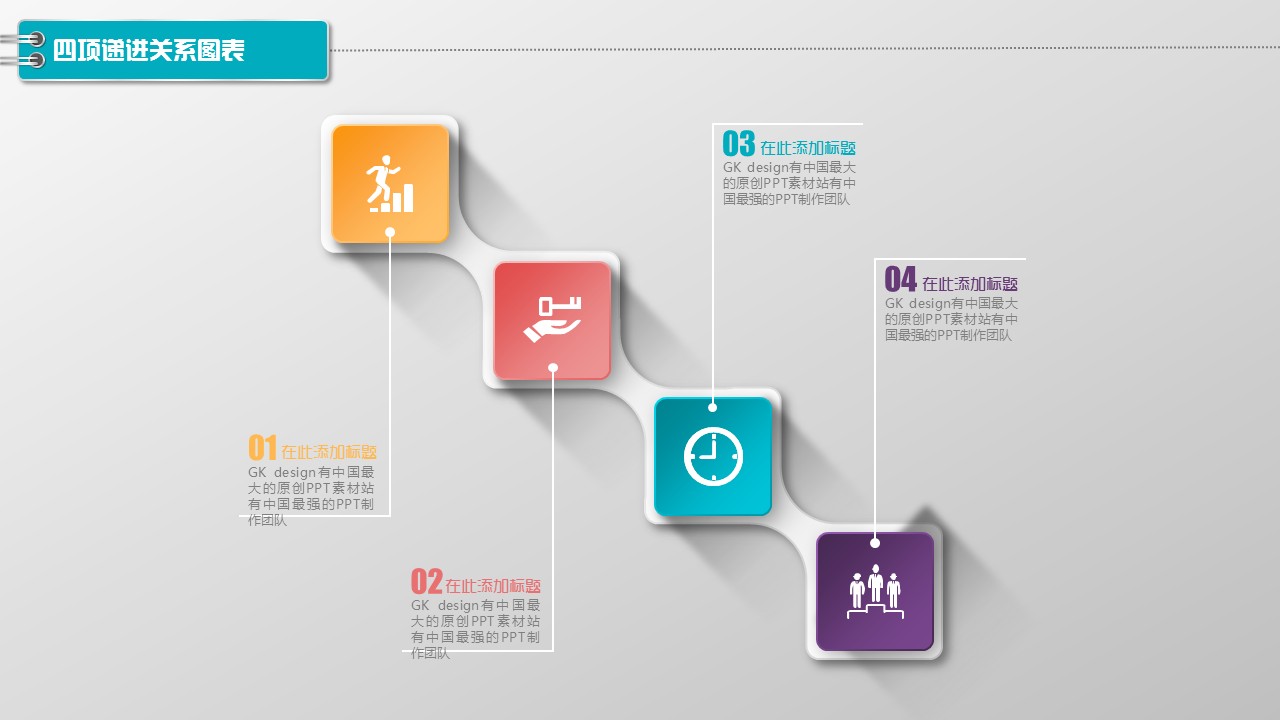 四项递进关系图表
01 在此添加标题
GK design有中国最
大的原创PPT素材站
有中国最强的PPT制
作团队
02 在此添加标题
GK design有中国最
大的原创PPT素材站
有中国最强的PPT制
作团队
03 在此添加标题
GK design有中国最大
的原创PPT素材站有中
国最强的PPT制作团队
04 在此添加标题
GK design有中国最大
的原创PPT素材站有中
国最强的PPT制作团队